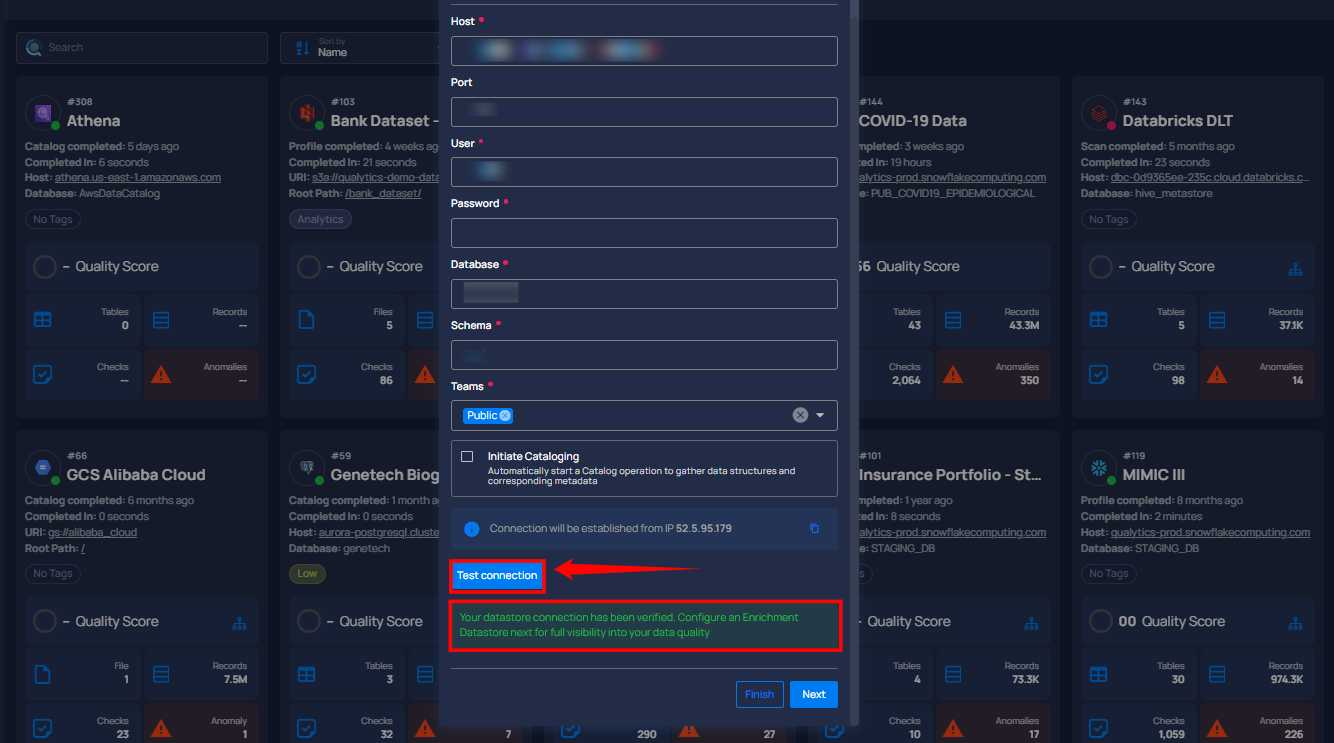 Search
Sort by
Name
#308
Athena
Catalog completed: 5 days ago
Completed In: 6 seconds
Host: athena.us-east-1.amazonaws.com
Database: AwsDataCatalog
No Tags
– Quality Score
Tables
0
Records
--
Checks
--
Anomalies
--
#103
Bank Dataset -
Profile completed: 4 weeks ag
Completed In: 21 seconds
URI: s3a://qualytics-demo-data
Root Path: /bank_dataset/
Analytics
– Quality Score
Files
5
Checks
86
Host *
Port
User *
Password *
Database *
Schema *
Teams *
Public
Initiate Cataloging
Automatically start a Catalog operation to gather data structures and
corresponding metadata
Connection will be established from IP 52.5.95.179
Test connection
Your datastore connection has been verified. Configure an Enrichment
Datastore next for full visibility into your data quality
Finish
Next
#144
COVID-19 Data
mpleted: 3 weeks ago
ed In: 19 hours
alytics-prod.snowflakecomputing.com
e: PUB_COVID19_EPIDEMIOLOGICAL
56 Quality Score
Tables
43
Records
43.3M
Checks
2,064
Anomalies
350
#143
Databricks DLT
Scan completed: 5 months ago
Completed In: 23 seconds
Host: dbc-0d9365ee-235c.cloud.databricks.c...
Database: hive_metastore
No Tags
– Quality Score
Tables
5
Records
37.1K
Checks
98
Anomalies
14
#66
GCS Alibaba Cloud
Catalog completed: 6 months ago
Completed In: 0 seconds
URI: gs://alibaba_cloud
Root Path: /
No Tags
– Quality Score
File
1
Records
7.5M
Checks
23
Anomaly
1
#59
Genetech Biog
Catalog completed: 1 month a
Completed In: 0 seconds
Host: aurora-postgresql.cluste
Database: genetech
Low
– Quality Score
Tables
3
Checks
32
7
290
27
#101
Insurance Portfolio - St...
mpleted: 1 year ago
ed In: 8 seconds
alytics-prod.snowflakecomputing.com
e: STAGING_DB
s
– Quality Score
Tables
4
Records
73.3K
Checks
10
Anomalies
17
#119
MIMIC III
Profile completed: 8 months ago
Completed In: 2 minutes
Host: qualytics-prod.snowflakecomputing.com
Database: STAGING_DB
No Tags
00 Quality Score
Tables
30
Records
974.3K
Checks
1,059
Anomalies
226